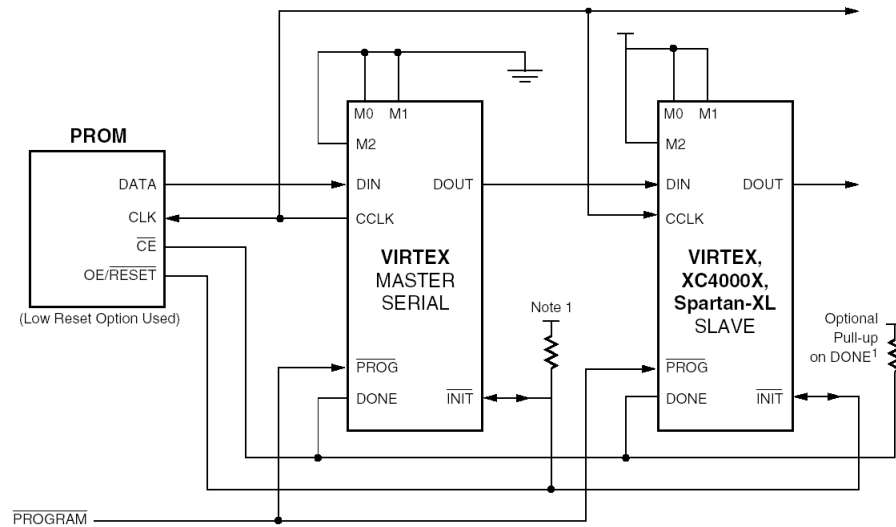 PROM
DATA
CLK
CE
OE/RESET
(Low Reset Option Used)
M0 M1
M2
DIN DOUT
CCLK
VIRTEX
MASTER
SERIAL
PROG
DONE INIT
Note 1
M0 M1
M2
DIN DOUT
CCLK
VIRTEX,
XC4000X,
Spartan-XL
SLAVE
PROG
DONE INIT
Optional
Pull-up
on DONE¹
PROGRAM